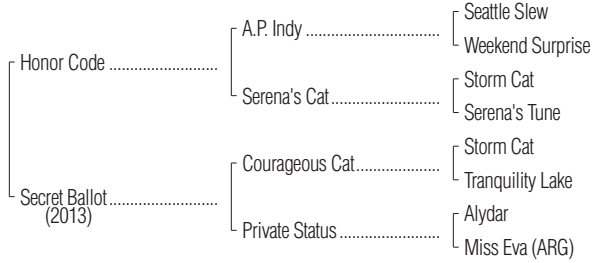 Seattle Slew
A.P. Indy ..............................
Weekend Surprise
Honor Code ........................
Storm Cat
Serena's Cat........................
Serena's Tune
Storm Cat
Courageous Cat...................
Tranquility Lake
Secret Ballot........................
(2013)
Alydar
Private Status ......................
Miss Eva (ARG)